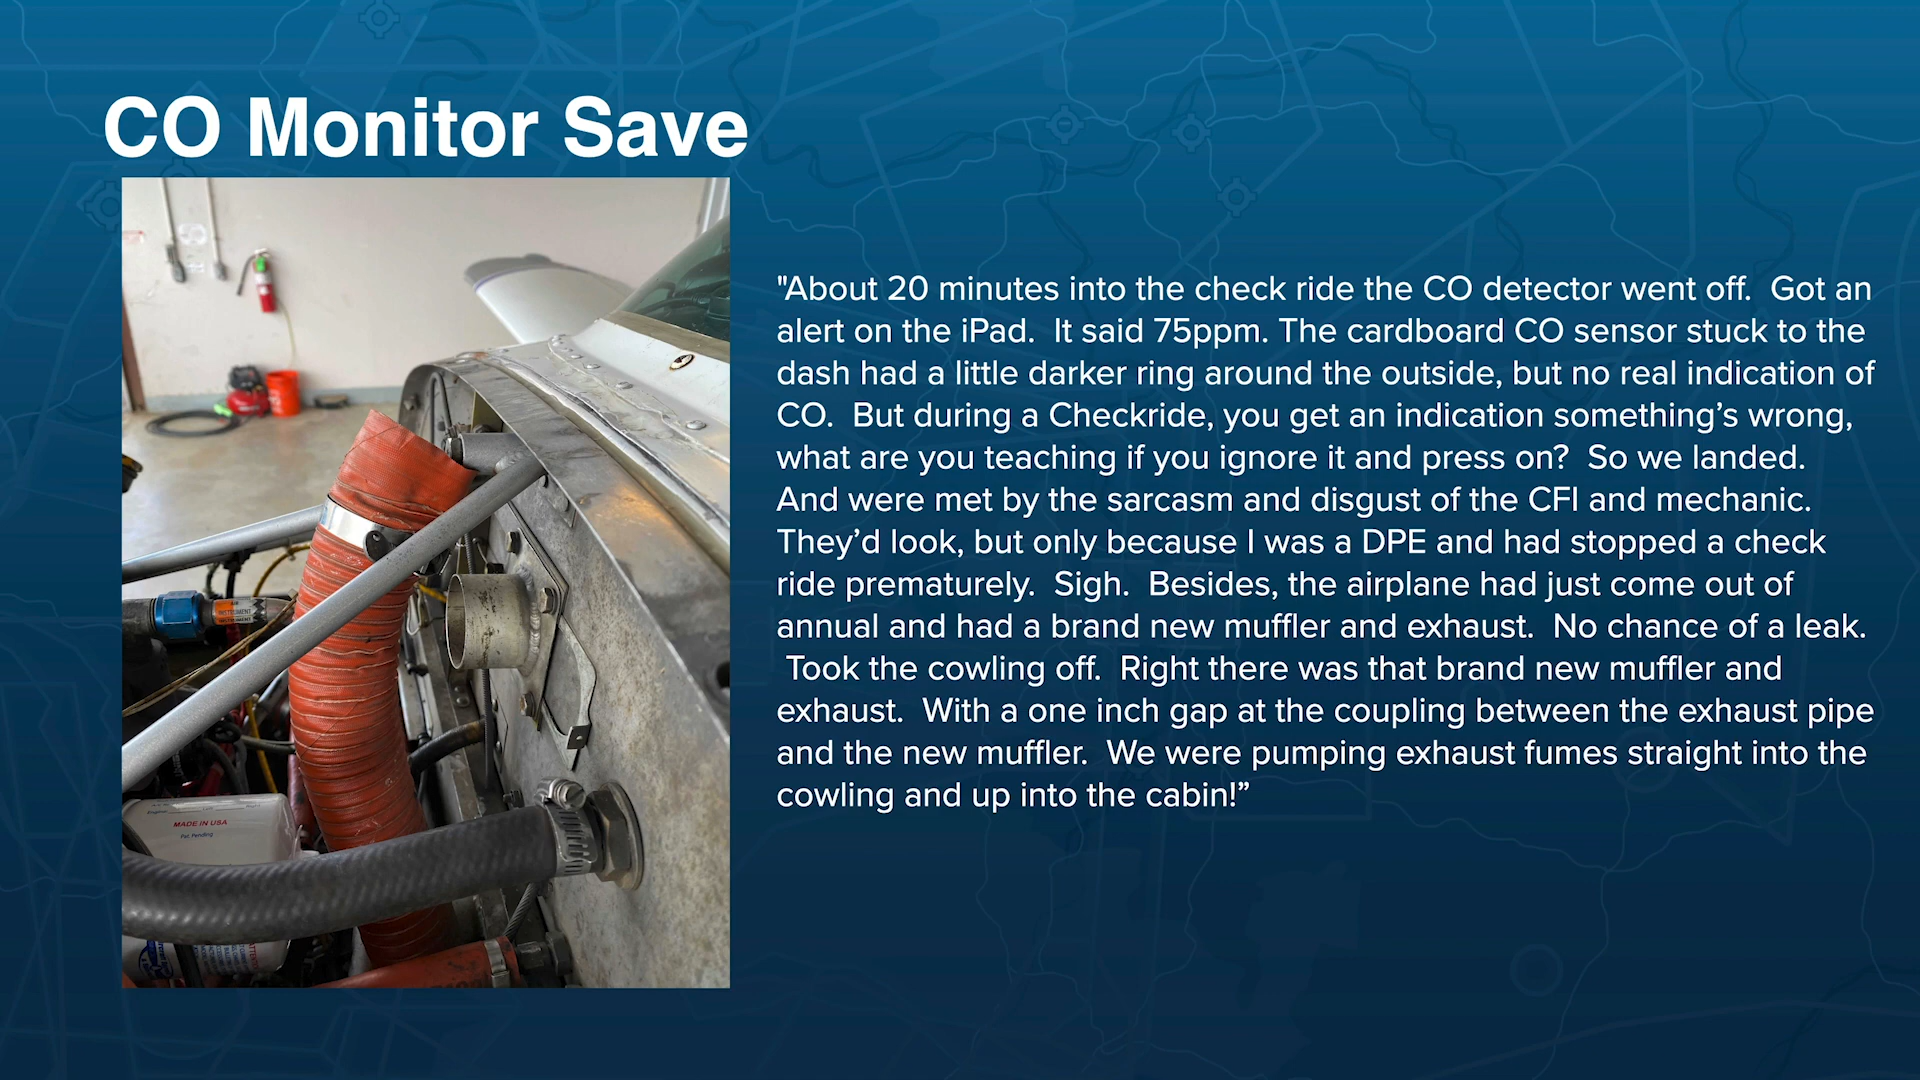 CO Monitor Save
"About 20 minutes into the check ride the CO detector went off.  Got an
alert on the iPad.  It said 75ppm. The cardboard CO sensor stuck to the
dash had a little darker ring around the outside, but no real indication of
CO.  But during a Checkride, you get an indication something’s wrong,
what are you teaching if you ignore it and press on?  So we landed.
And were met by the sarcasm and disgust of the CFI and mechanic.
They’d look, but only because I was a DPE and had stopped a check
ride prematurely.  Sigh.  Besides, the airplane had just come out of
annual and had a brand new muffler and exhaust.  No chance of a leak.
Took the cowling off.  Right there was that brand new muffler and
exhaust.  With a one inch gap at the coupling between the exhaust pipe
and the new muffler.  We were pumping exhaust fumes straight into the
cowling and up into the cabin!”
AIR
INSTRUMENT
MADE IN USA
Pat. Pending